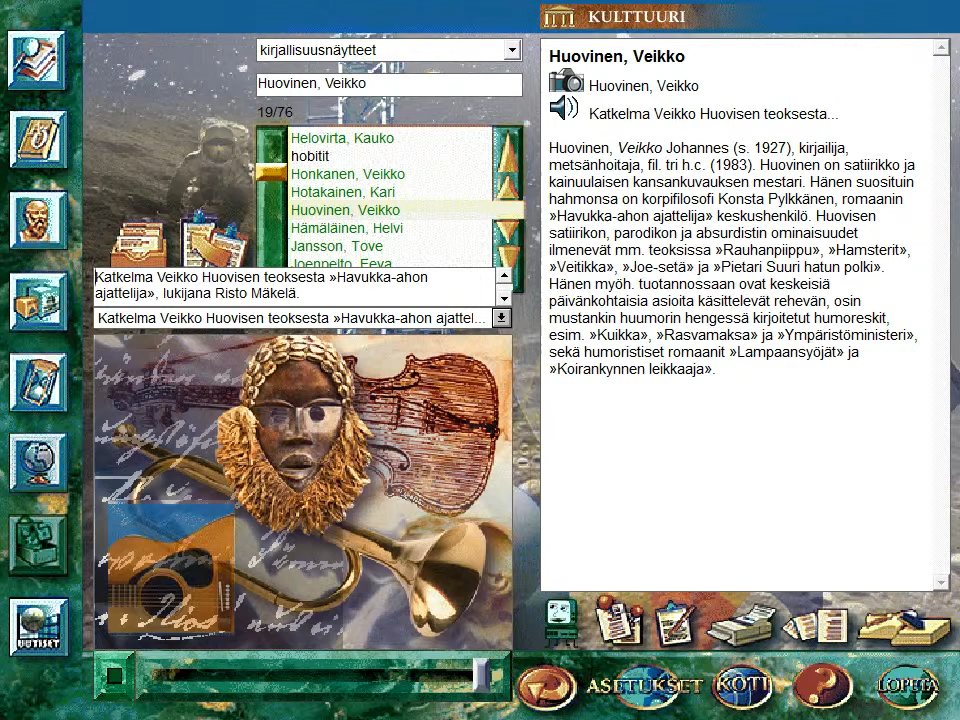 KULTTUURI
kirjallisuusnäytteet
Huovinen, Veikko
19/76
Helovirta, Kauko
hobitit
Honkanen, Veikko
Hotakainen, Kari
Huovinen, Veikko
Hämäläinen, Helvi
Jansson, Tove
Joenpelto, Eeva
Katkelma Veikko Huovisen teoksesta »Havukka-ahon
ajattelija», lukijana Risto Mäkelä.
Katkelma Veikko Huovisen teoksesta »Havukka-ahon ajattel...
Huovinen, Veikko
Huovinen, Veikko
Katkelma Veikko Huovisen teoksesta...
Huovinen, Veikko Johannes (s. 1927), kirjailija,
metsänhoitaja, fil. tri h.c. (1983). Huovinen on satiirikko ja
kainuulaisen kansankuvauksen mestari. Hänen suosituin
hahmonsa on korpifilosofi Konsta Pylkkänen, romaanin
»Havukka-ahon ajattelija» keskushenkilö. Huovisen
satiirikon, parodikon ja absurdistin ominaisuudet
ilmenevät mm. teoksissa »Rauhanpiippu», »Hamsterit»,
»Veitikka», »Joe-setä» ja »Pietari Suuri hatun polki».
Hänen myöh. tuotannossaan ovat keskeisiä
päivänkohtaisia asioita käsittelevät rehevän, osin
mustankin huumorin hengessä kirjoitetut humoreskit,
esim. »Kuikka», »Rasvamaksa» ja »Ympäristöministeri»,
sekä humoristiset romaanit »Lampaansyöjät» ja
»Koirankynnen leikkaaja».
UUTISET
ASETUKSET
KOTI
LOPETA